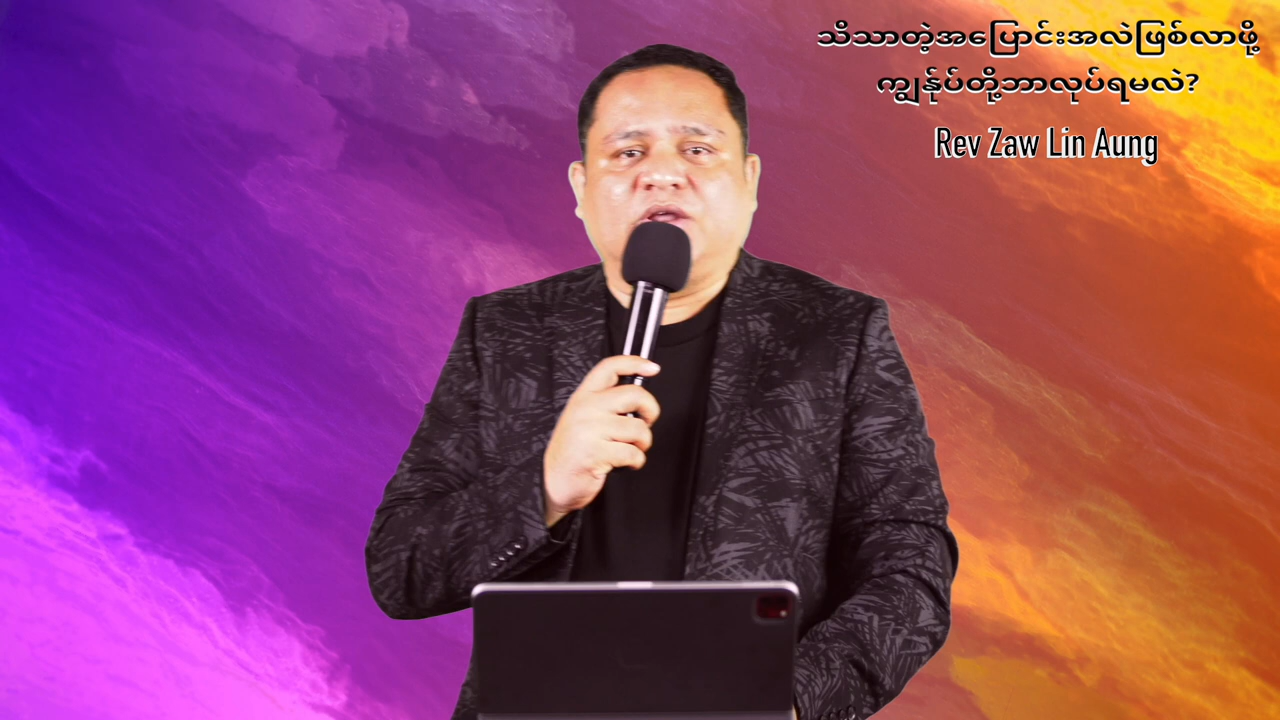 သိသာတဲ့အပြောင်းအလဲဖြစ်လာဖို့
ကျွန်ုပ်တို့ဘာလုပ်ရမလဲ?
Rev Zaw Lin Aung